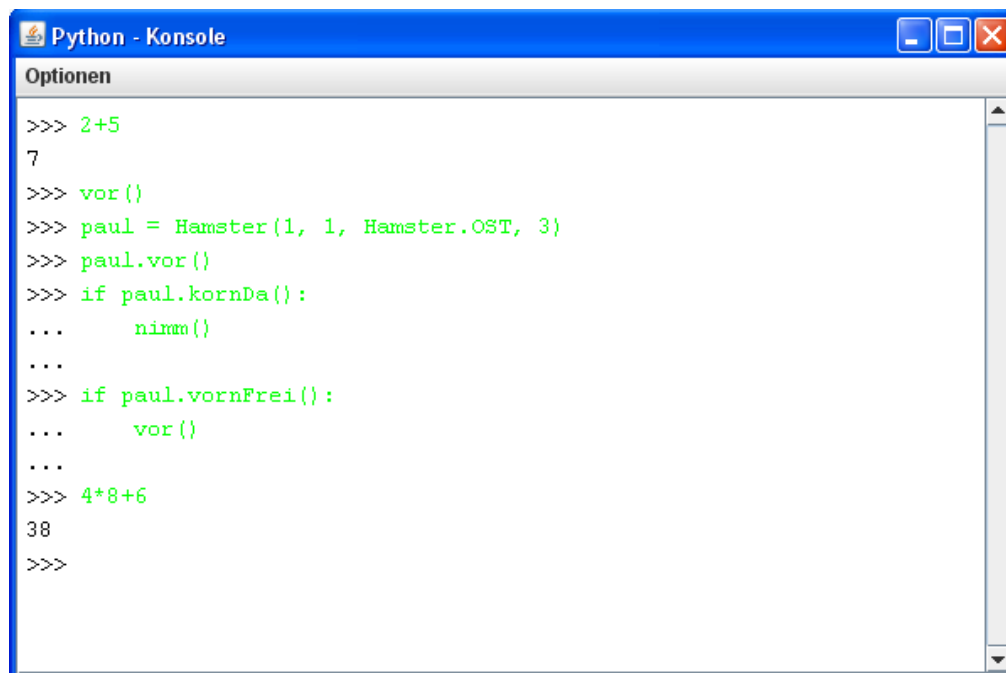 Python - Konsole
Optionen
>>> 2+5
7
>>> vor()
>>> paul = Hamster(1, 1, Hamster.OST, 3)
>>> paul.vor()
>>> if paul.kornDa():
...     nimm()
...
>>> if paul.vornFrei():
...     vor()
...
>>> 4*8+6
38
>>>